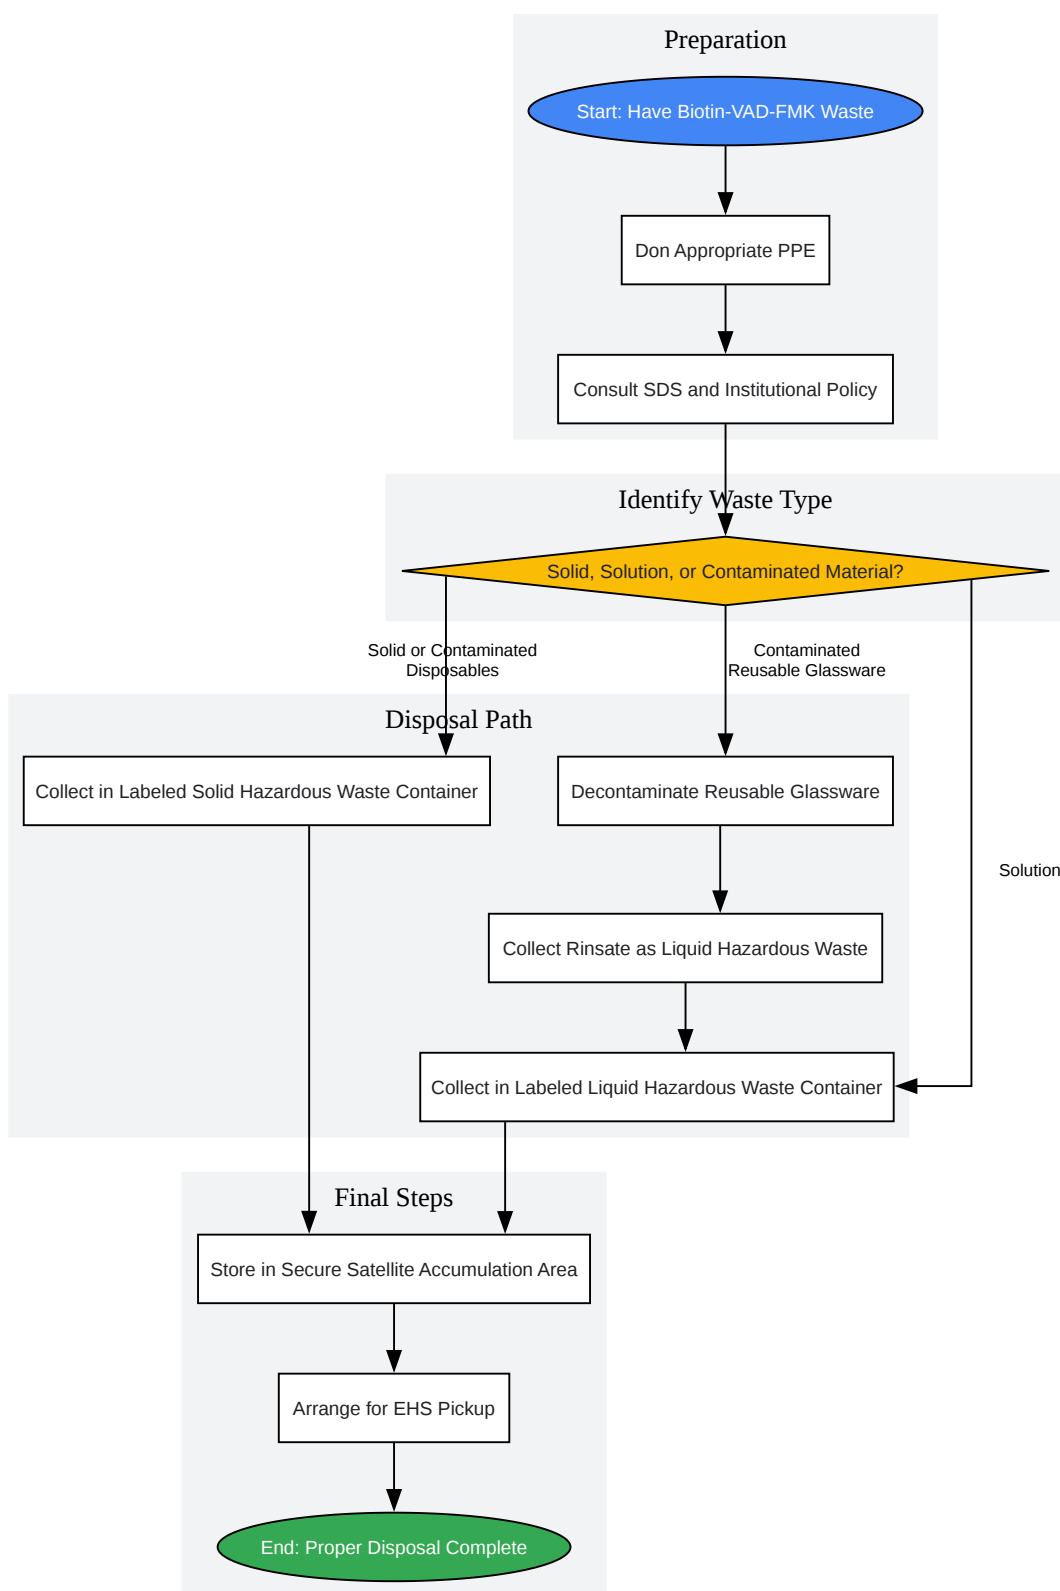 Preparation
Start: Have Biotin-VAD-FMK Waste
Don Appropriate PPE
Consult SDS and Institutional Policy
Identify Waste Type
Solid, Solution, or Contaminated Material?
Solid or Contaminated
Disposables
Contaminated
Reusable Glassware
Disposal Path
Collect in Labeled Solid Hazardous Waste Container
Decontaminate Reusable Glassware
Solution
Collect Rinsate as Liquid Hazardous Waste
Collect in Labeled Liquid Hazardous Waste Container
Final Steps
Store in Secure Satellite Accumulation Area
Arrange for EHS Pickup
End: Proper Disposal Complete